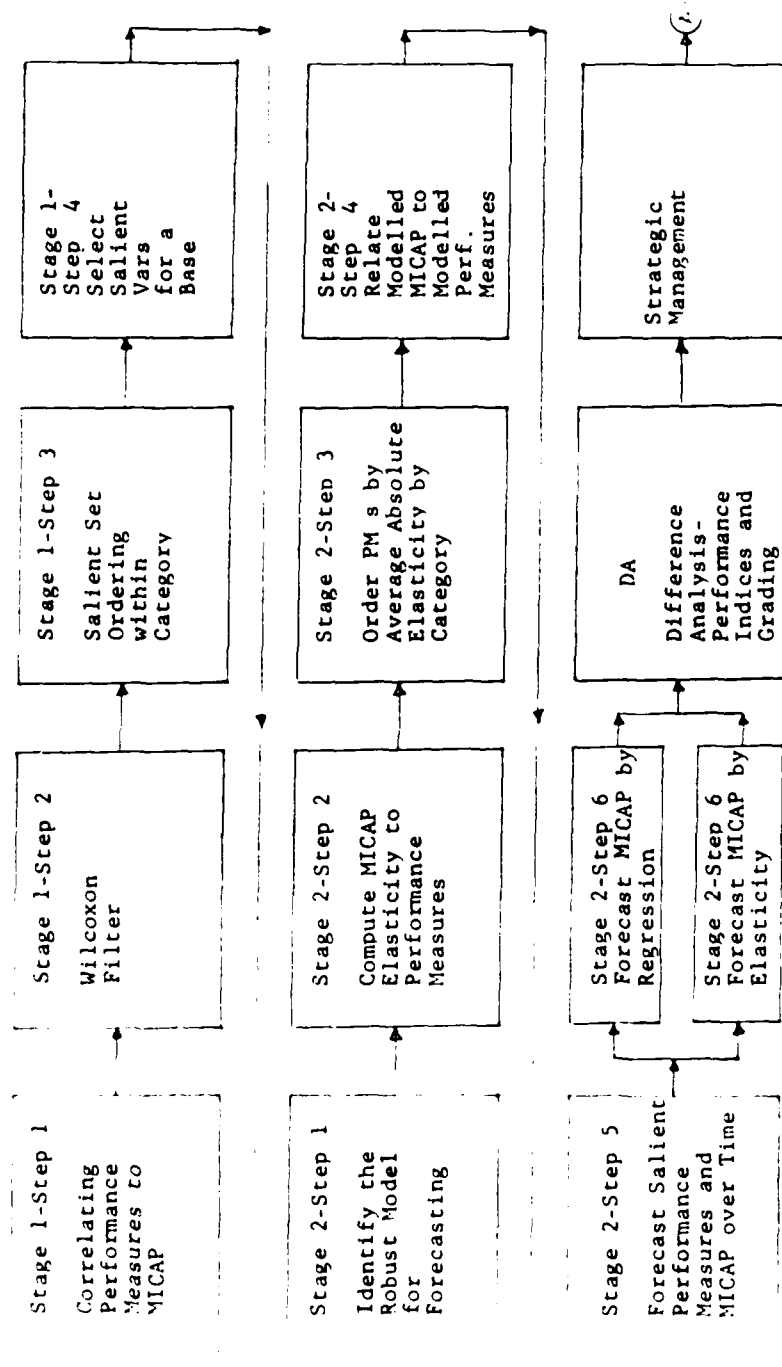 Stage 1-Step 1
Correlating
Performance
Measures to
MICAP
Stage 1-Step 2
Wilcoxon
Filter
Stage 1-Step 3
Salient Set
Ordering
within
Category
Stage 1-
Step 4
Select
Salient
Vars
for a
Base
Stage 2-Step 1
Identify the
Robust Model
for
Forecasting
Stage 2-Step 2
Compute MICAP
Elasticity to
Performance
Measures
Stage 2-Step 3
Order PM s by
Average Absolute
Elasticity by
Category
Stage 2-
Step 4
Relate
Modelled
MICAP to
Modelled
Perf.
Measures
Stage 2-Step 5
Forecast Salient
Performance
Measures and
MICAP over Time
Stage 2-Step 6
Forecast MICAP by
Regression
Stage 2-Step 6
Forecast MICAP by
Elasticity
DA
Difference
Analysis-
Performance
Indices and
Grading
Strategic
Management